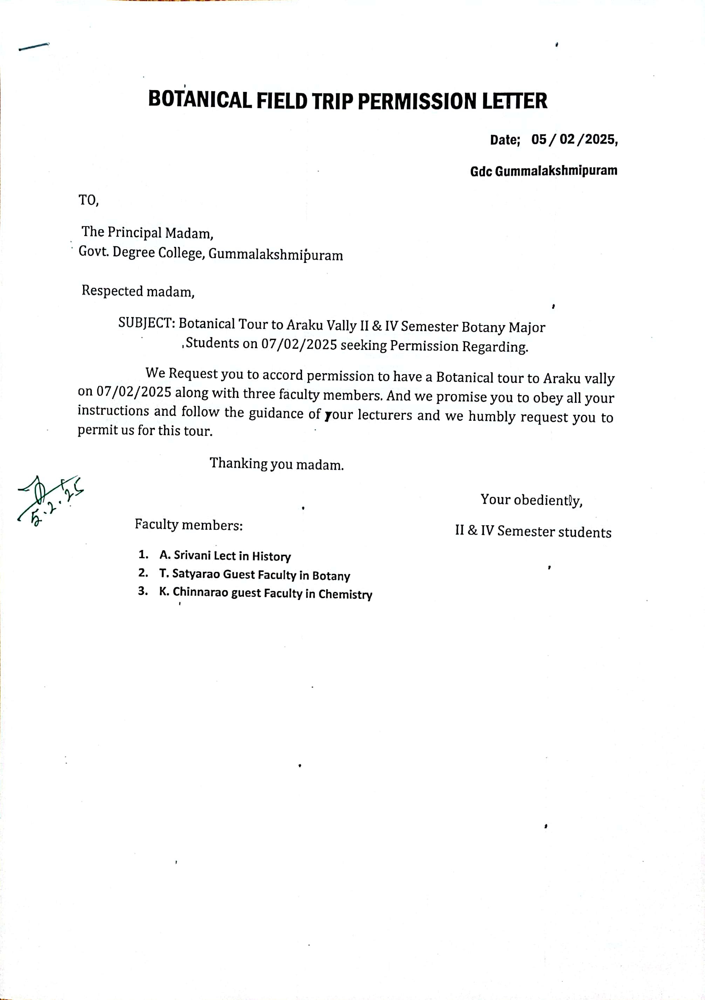 BOTANICAL FIELD TRIP PERMISSION LETTER
Date; 05 / 02 /2025,
Gdc Gummalakshmipuram
TO,
The Principal Madam,
Govt. Degree College, Gummalakshmipuram
Respected madam,
SUBJECT: Botanical Tour to Araku Vally II & IV Semester Botany Major
Students on 07/02/2025 seeking Permission Regarding.
We Request you to accord permission to have a Botanical tour to Araku vally
on 07/02/2025 along with three faculty members. And we promise you to obey all your
instructions and follow the guidance of your lecturers and we humbly request you to
permit us for this tour.
Thanking you madam.
5.2.25
Your obediently,
Faculty members:
II & IV Semester students
1. A. Srivani Lect in History
2. T. Satyarao Guest Faculty in Botany
3. K. Chinnarao guest Faculty in Chemistry